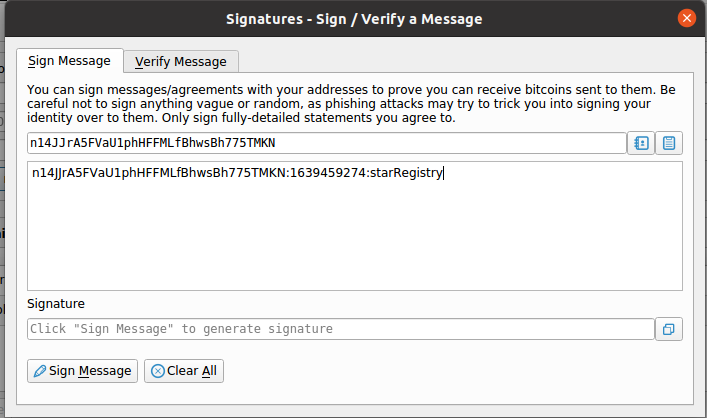 Signatures - Sign / Verify a Message
Sign Message
Verify Message
You can sign messages/agreements with your addresses to prove you can receive bitcoins sent to them. Be
careful not to sign anything vague or random, as phishing attacks may try to trick you into signing your
identity over to them. Only sign fully-detailed statements you agree to.
n14JJrA5FVaU1phHFFMLfBhwsBh775TMKN
n14JJrA5FVaU1phHFFMLfBhwsBh775TMKN:1639459274:starRegistry
Signature
Click "Sign Message" to generate signature
Sign Message
Clear All